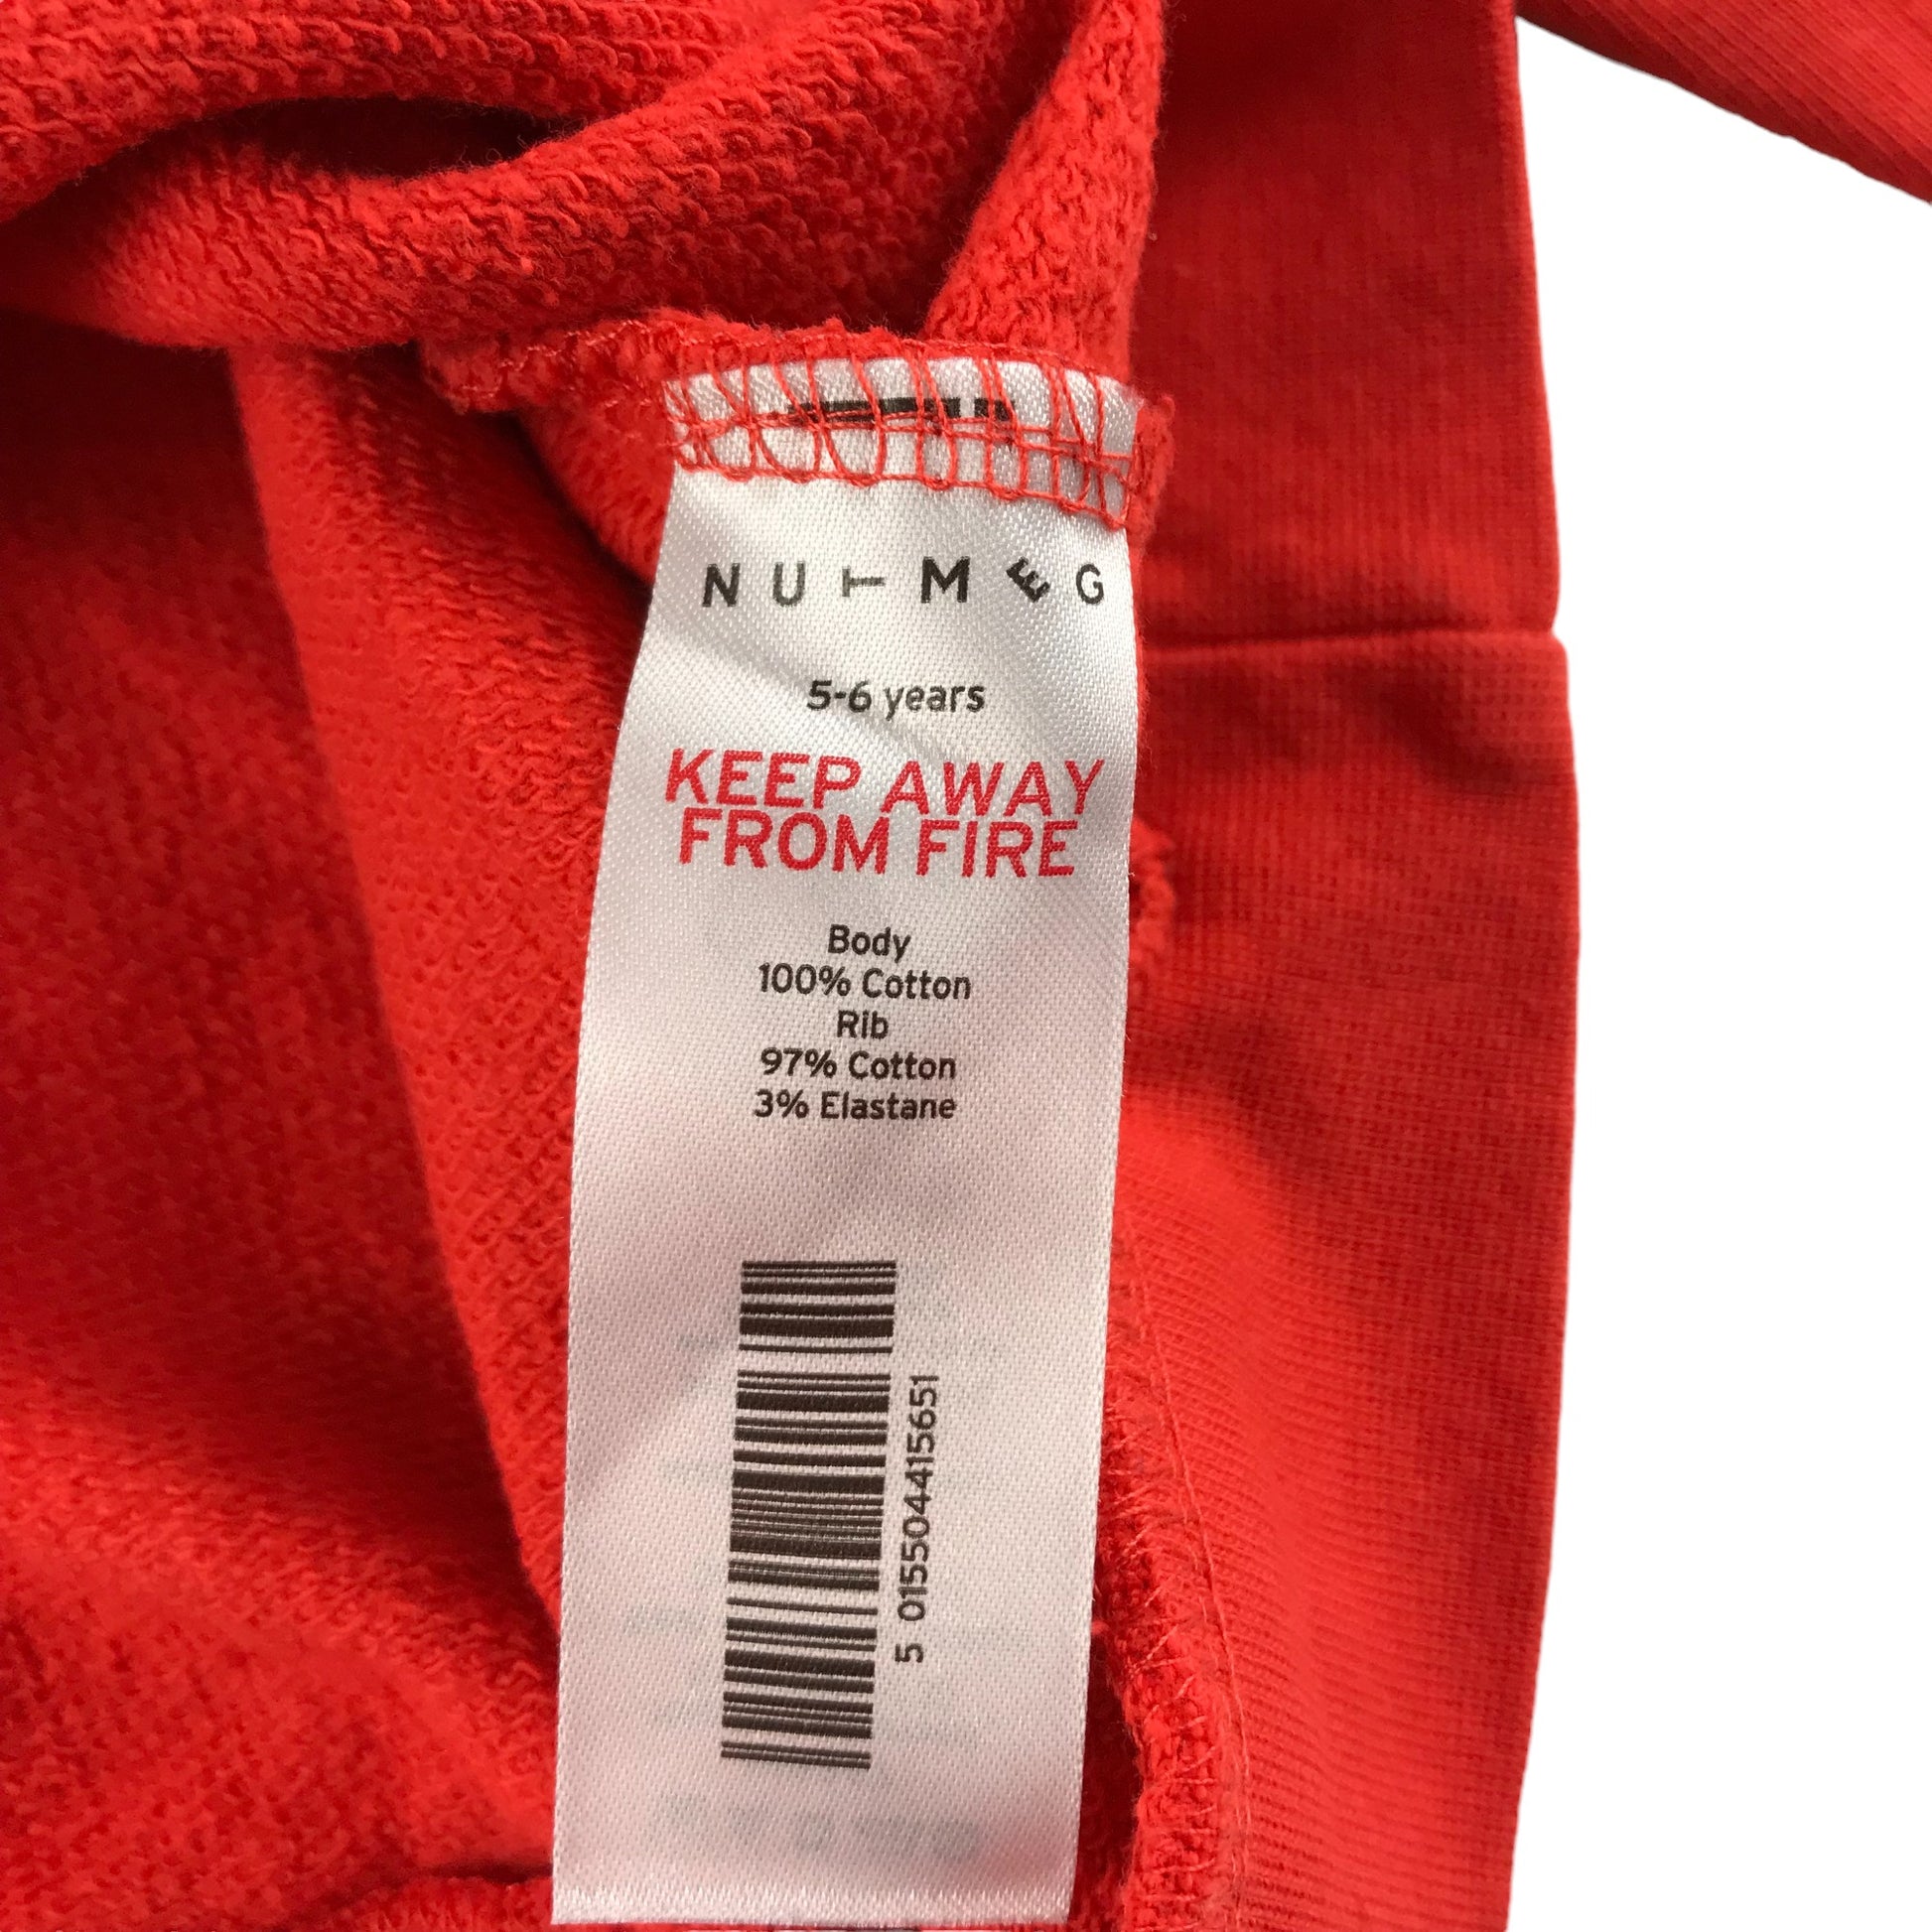 NUTMEG
5-6 years
KEEP AWAY
FROM FIRE
Body
100% Cotton
Rib
97% Cotton
3% Elastane
5 015504 415651